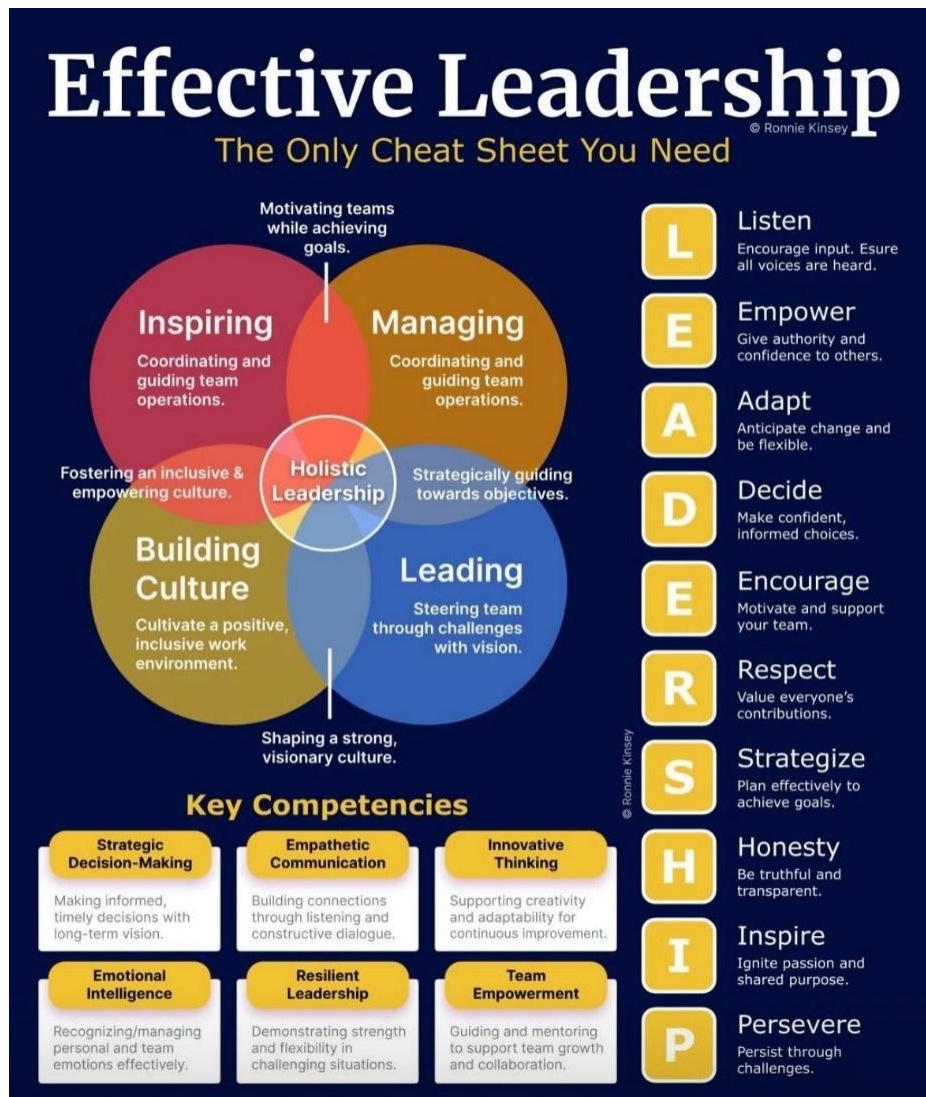 Effective Leadership
© Ronnie Kinsey
The Only Cheat Sheet You Need
Motivating teams
while achieving
goals.
Inspiring
Coordinating and
guiding team
operations.
Managing
Coordinating and
guiding team
operations.
Fostering an inclusive &
empowering culture.
Holistic
Leadership
Strategically guiding
towards objectives.
Building
Culture
Cultivate a positive,
inclusive work
environment.
Leading
Steering team
through challenges
with vision.
Shaping a strong,
visionary culture.
L
Listen
Encourage input. Esure
all voices are heard.
E
Empower
Give authority and
confidence to others.
A
Adapt
Anticipate change and
be flexible.
D
Decide
Make confident,
informed choices.
E
Encourage
Motivate and support
your team.
R
Respect
Value everyone's
contributions.
S
Strategize
Plan effectively to
achieve goals.
H
Honesty
Be truthful and
transparent.
I
Inspire
Ignite passion and
shared purpose.
P
Persevere
Persist through
challenges.
© Ronnie Kinsey
Key Competencies
Strategic
Decision-Making
Making informed,
timely decisions with
long-term vision.
Empathetic
Communication
Building connections
through listening and
constructive dialogue.
Innovative
Thinking
Supporting creativity
and adaptability for
continuous improvement.
Emotional
Intelligence
Recognizing/managing
personal and team
emotions effectively.
Resilient
Leadership
Demonstrating strength
and flexibility in
challenging situations.
Team
Empowerment
Guiding and mentoring
to support team growth
and collaboration.